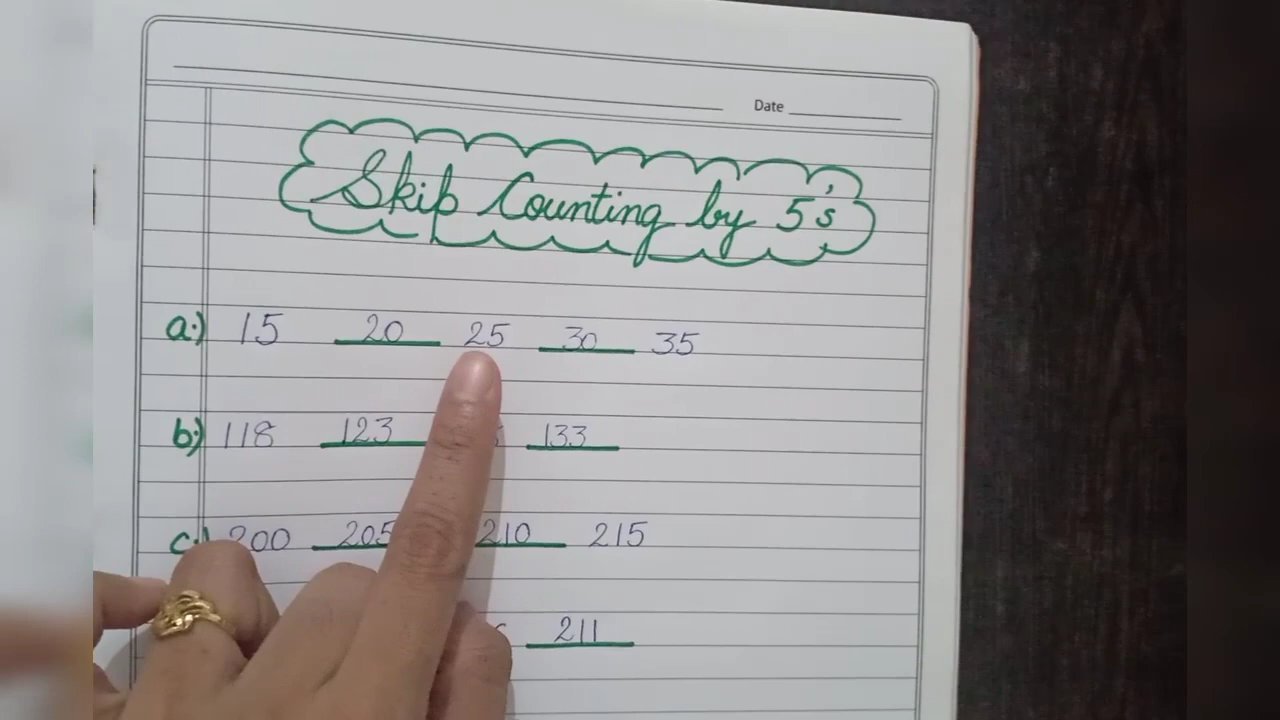 Date
Skip Counting by 5's
a.) 15 20 25 30 35
b.) 118 123 133
200 205 210 215
211